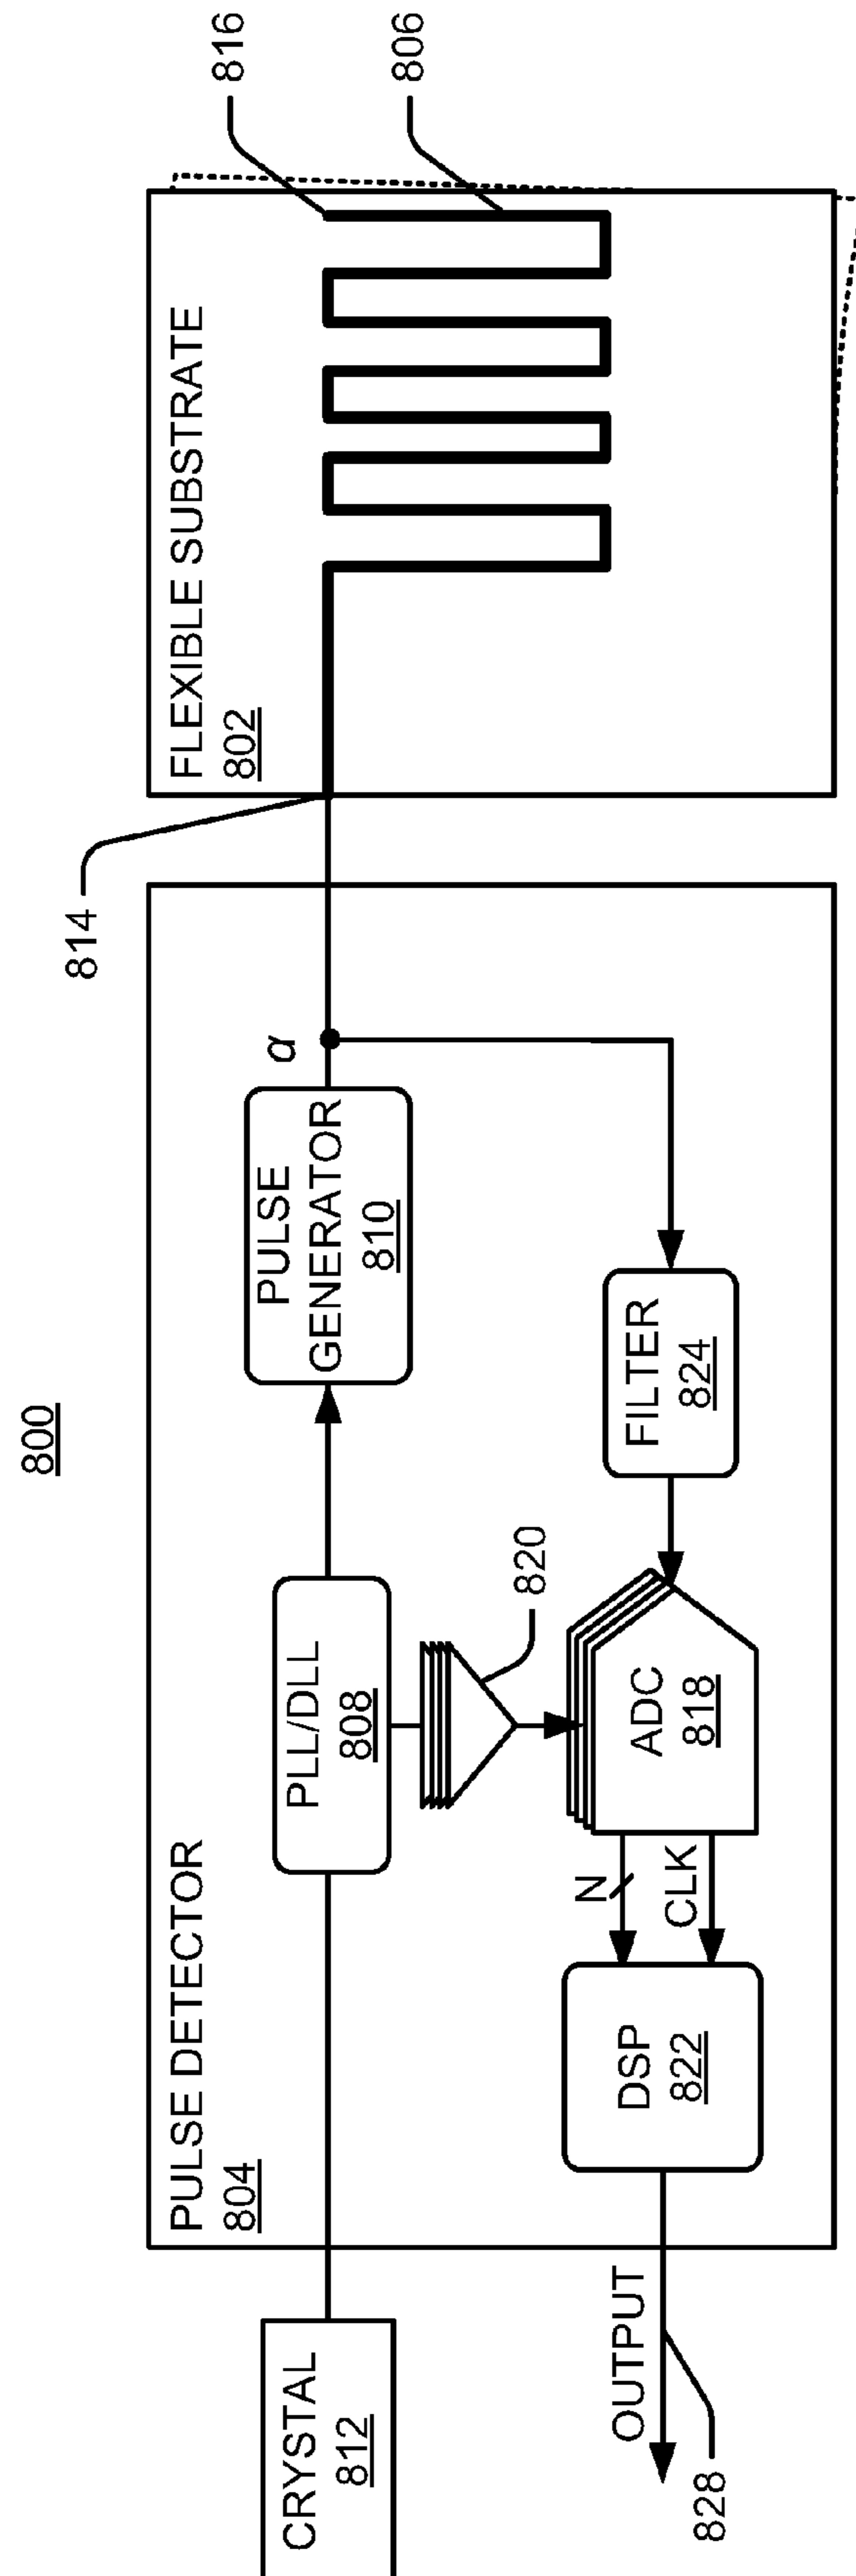 800
PULSE DETECTOR
804
CRYSTAL
812
PLL/DLL
808
PULSE
GENERATOR
810
α
814
FLEXIBLE SUBSTRATE
802
816
806
820
FILTER
824
ADC
818
N
CLK
DSP
822
OUTPUT
828